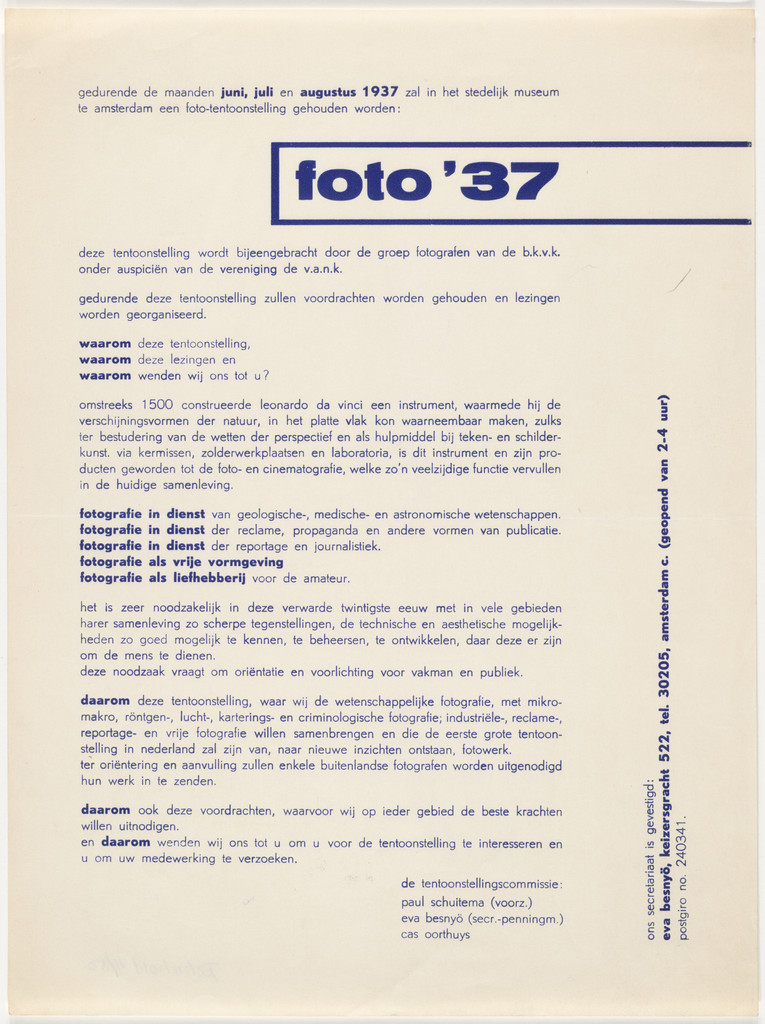 gedurende de maanden juni, juli en augustus 1937 zal in het stedelijk museum
te amsterdam een foto-tentoonstelling gehouden worden:
foto '37
deze tentoonstelling wordt bijeengebracht door de groep fotografen van de b.k.v.k.
onder auspiciën van de vereniging de v.a.n.k.
gedurende deze tentoonstelling zullen voordrachten worden gehouden en lezingen
worden georganiseerd.
waarom deze tentoonstelling,
waarom deze lezingen en
waarom wenden wij ons tot u?
omstreeks 1500 construeerde leonardo da vinci een instrument, waarmede hij de
verschijningsvormen der natuur, in het platte vlak kon waarneembaar maken, zulks
ter bestudering van de wetten der perspectief en als hulpmiddel bij teken- en schilder-
kunst. via kermissen, zolderwerkplaatsen en laboratoria, is dit instrument en zijn pro-
ducten geworden tot de foto- en cinematografie, welke zo'n veelzijdige functie vervullen
in de huidige samenleving.
fotografie in dienst van geologische-, medische- en astronomische wetenschappen.
fotografie in dienst der reclame, propaganda en andere vormen van publicatie.
fotografie in dienst der reportage en journalistiek.
fotografie als vrije vormgeving
fotografie als liefhebberij voor de amateur.
het is zeer noodzakelijk in deze verwarde twintigste eeuw met in vele gebieden
harer samenleving zo scherpe tegenstellingen, de technische en aesthetische mogelijk-
heden zo goed mogelijk te kennen, te beheersen, te ontwikkelen, daar deze er zijn
om de mens te dienen.
deze noodzaak vraagt om oriëntatie en voorlichting voor vakman en publiek.
daarom deze tentoonstelling, waar wij de wetenschappelijke fotografie, met mikro-
makro, röntgen-, lucht-, karterings- en criminologische fotografie; industriële-, reclame-,
reportage- en vrije fotografie willen samenbrengen en die de eerste grote tentoon-
stelling in nederland zal zijn van, naar nieuwe inzichten ontstaan, fotowerk.
ter oriëntering en aanvulling zullen enkele buitenlandse fotografen worden uitgenodigd
hun werk in te zenden.
daarom ook deze voordrachten, waarvoor wij op ieder gebied de beste krachten
willen uitnodigen.
en daarom wenden wij ons tot u om u voor de tentoonstelling te interesseren en
u om uw medewerking te verzoeken.
de tentoonstellingscommissie:
paul schuitema (voorz.)
eva besnyö (secr.-penningm.)
cas oorthuys
ons secretariaat is gevestigd:
eva besnyö, keizersgracht 522, tel. 30205, amsterdam c. (geopend van 2-4 uur)
postgiro no. 240341.